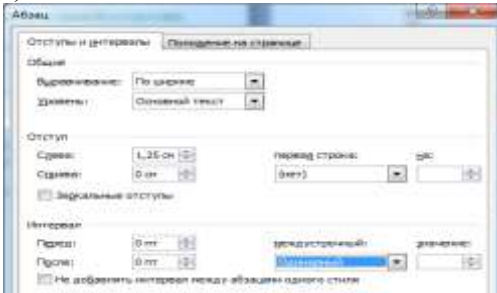 Абзац
Отступы и интервалы Положение на странице
Общие
Выравнивание: По ширине
Уровень: Основной текст
Отступ
Слева: 1,25 см первая строка: на:
Справа: 0 см (нет)
Зеркальные отступы
Интервал
Перед: 0 пт междустрочный: значение:
После: 0 пт Одинарный
Не добавлять интервал между абзацами одного стиля